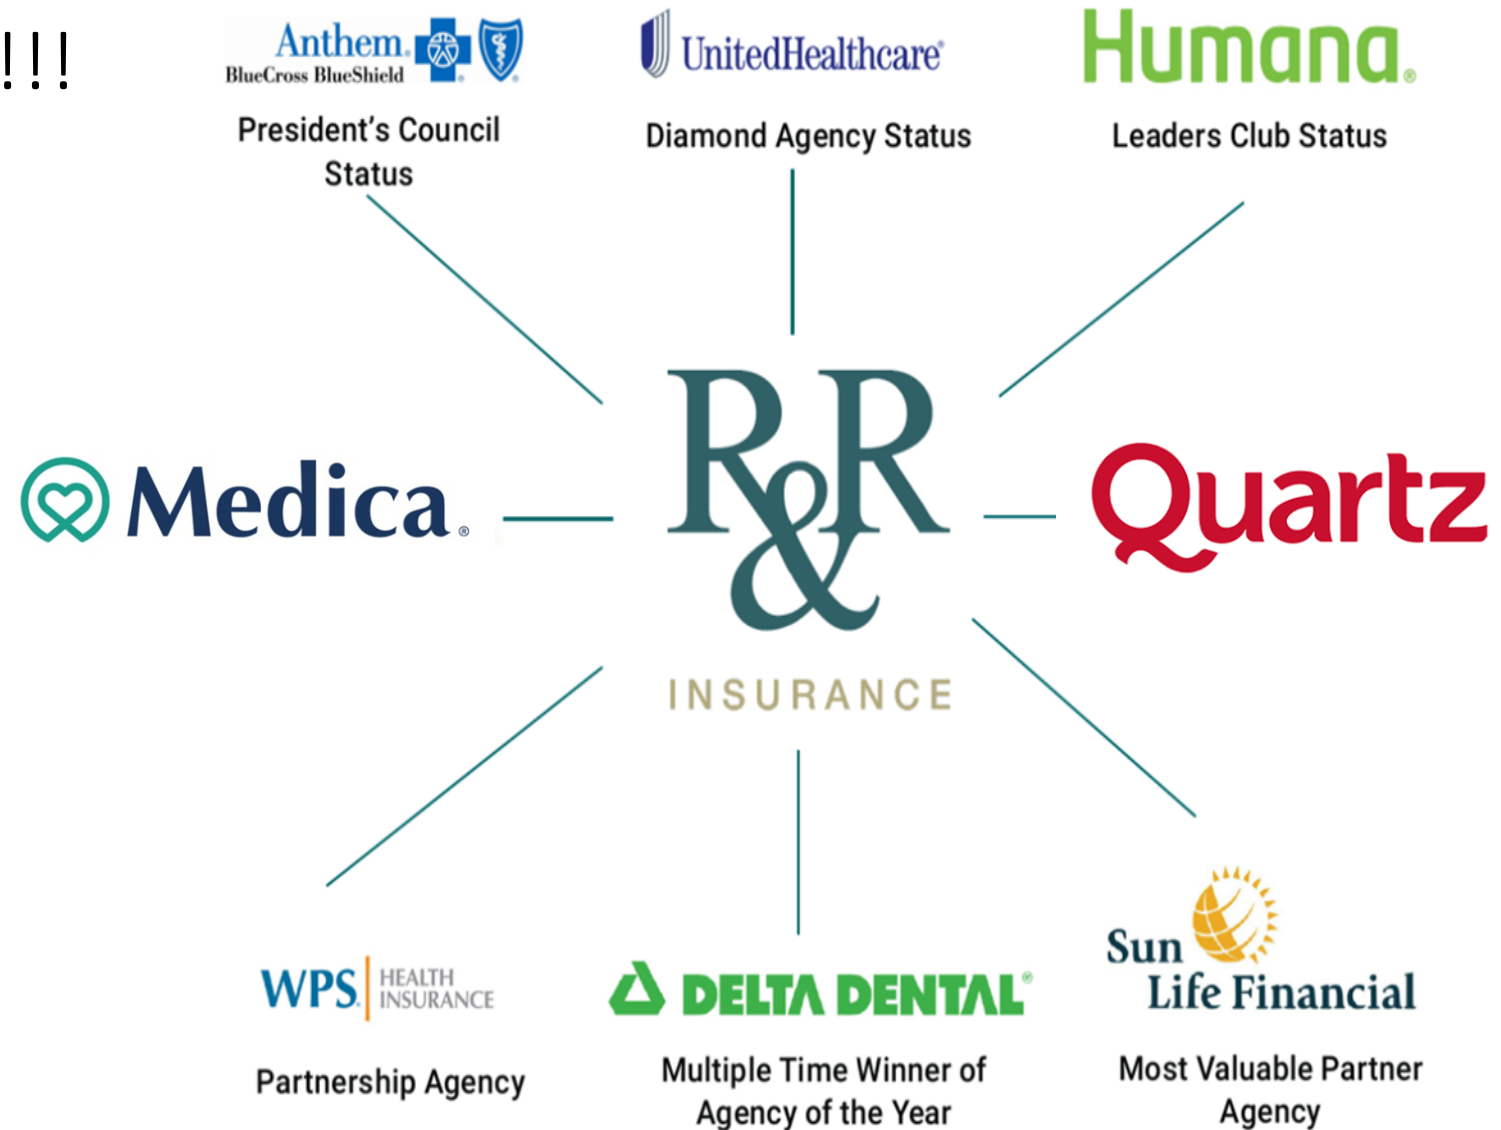 !!!
Anthem.
BlueCross BlueShield
President's Council
Status
UnitedHealthcare®
Diamond Agency Status
Humana®
Leaders Club Status
Medica®
R&R
INSURANCE
Quartz
WPS. HEALTH
INSURANCE
Partnership Agency
DELTA DENTAL®
Multiple Time Winner of
Agency of the Year
Sun
Life Financial
Most Valuable Partner
Agency